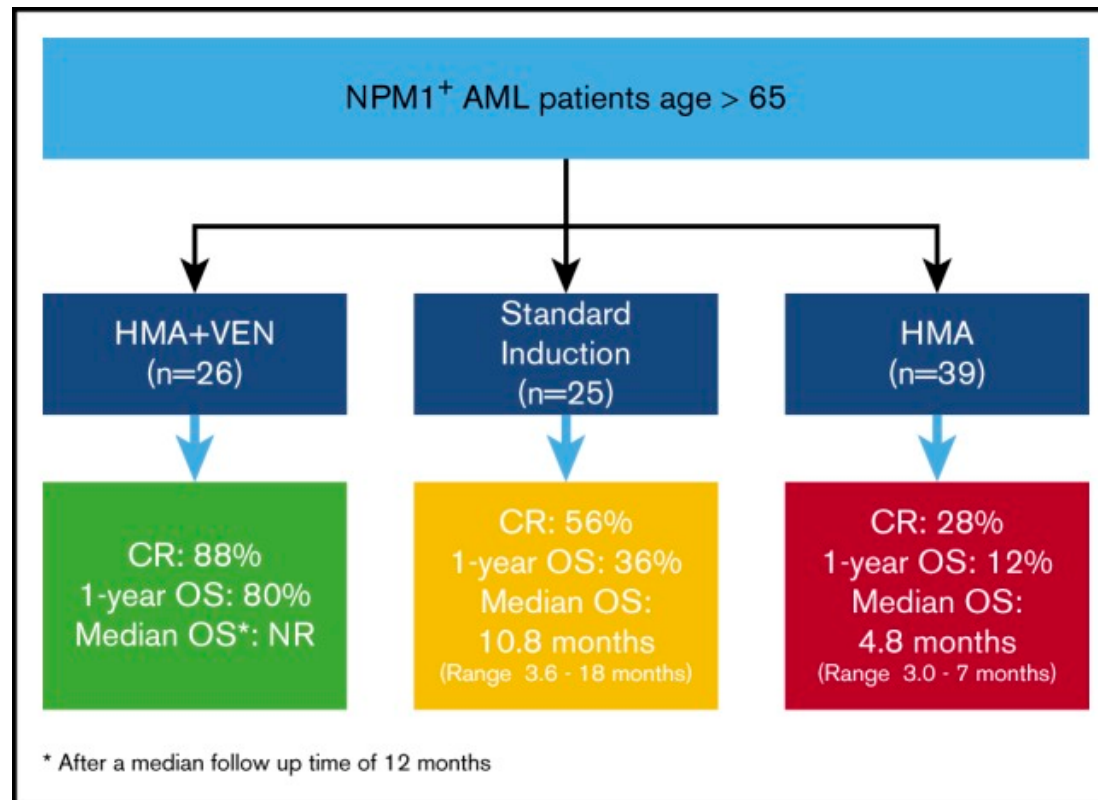 NPM1+ AML patients age > 65
HMA+VEN
(n=26)
Standard
Induction
(n=25)
HMA
(n=39)
CR: 88%
1-year OS: 80%
Median OS*: NR
CR: 56%
1-year OS: 36%
Median OS:
10.8 months
(Range 3.6 - 18 months)
CR: 28%
1-year OS: 12%
Median OS:
4.8 months
(Range 3.0 - 7 months)
* After a median follow up time of 12 months